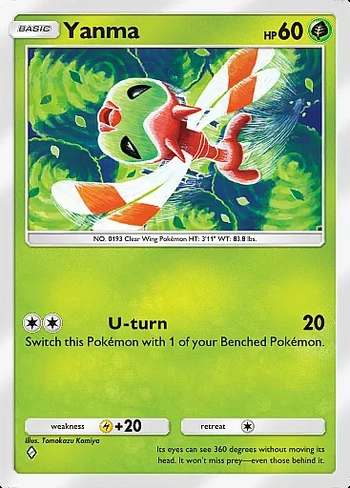 BASIC Yanma HP 60
NO. 0193 Clear Wing Pokémon HT: 3'11" WT: 83.8 lbs.
U-turn 20
Switch this Pokémon with 1 of your Benched Pokémon.
weakness +20 retreat
Illus. Tomokazu Komiya
Its eyes can see 360 degrees without moving its
head. It won't miss prey—even those behind it.